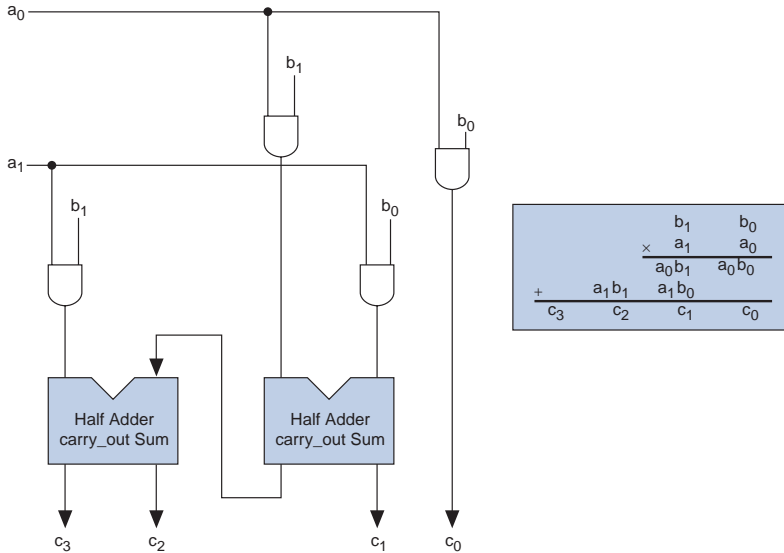 a₀
b₁
b₀
a₁
b₁
b₀
Half Adder
carry_out Sum
Half Adder
carry_out Sum
c₃ c₂ c₁ c₀
b₁ b₀
× a₁ a₀
a₀b₁ a₀b₀
+ a₁b₁ a₁b₀
c₃ c₂ c₁ c₀